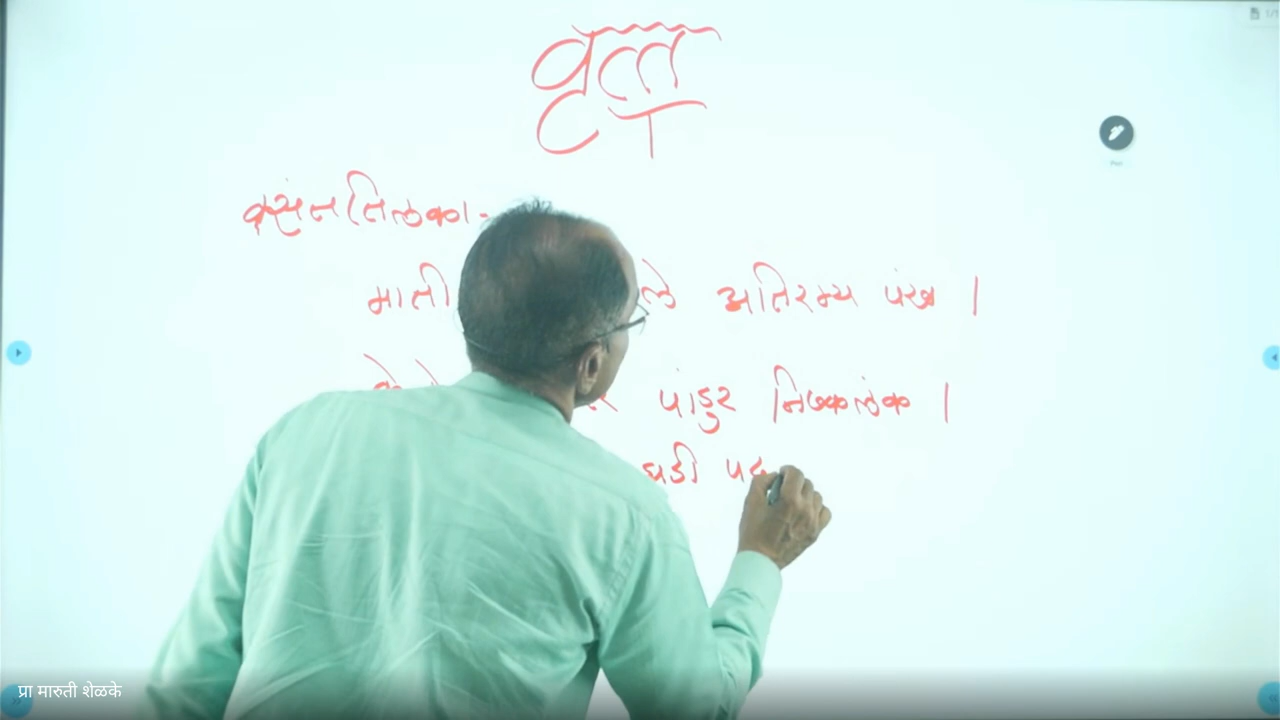 वृत्त
वसंततिलका -
माती ले अतिरम्य पंख ।
पांडुर निष्कलंक ।
घडी पद
प्रा मारुती शेळके